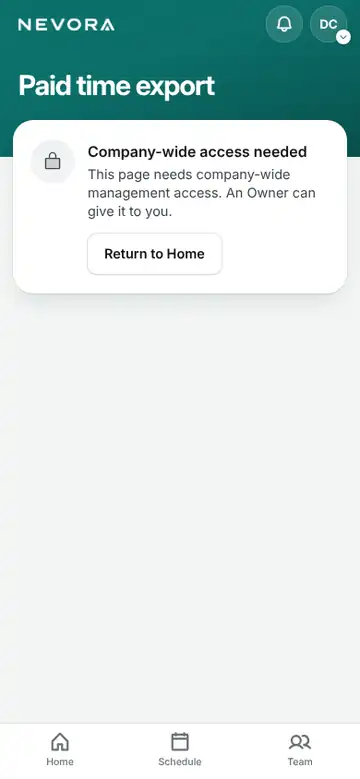 NEVORA
DC
Paid time export
Company-wide access needed
This page needs company-wide
management access. An Owner can
give it to you.
Return to Home
Home
Schedule
Team